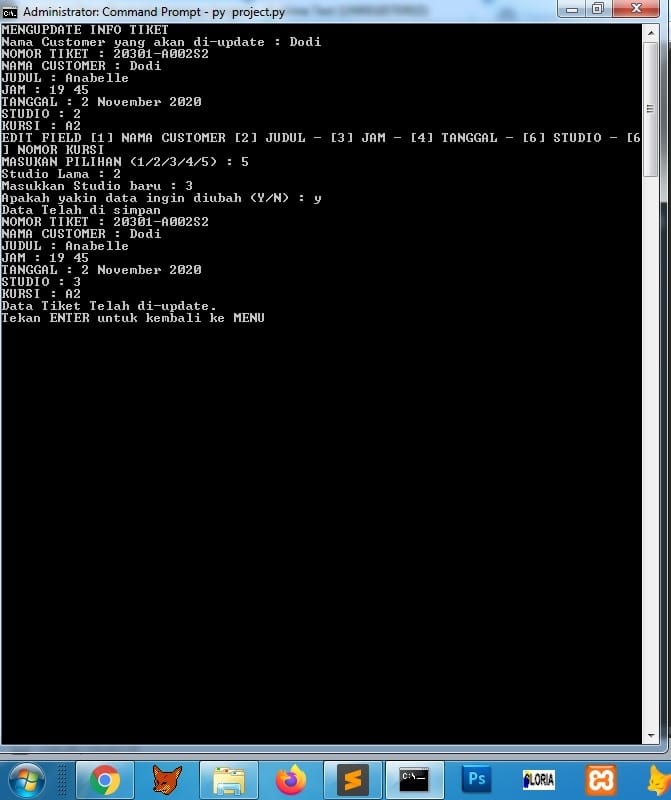 Administrator: Command Prompt - py project.py
MENGUPDATE INFO TIKET
Nama Customer yang akan di-update : Dodi
NOMOR TIKET : 20301-A002S2
NAMA CUSTOMER : Dodi
JUDUL : Anabelle
JAM : 19 45
TANGGAL : 2 November 2020
STUDIO : 2
KURSI : A2
EDIT FIELD [1] NAMA CUSTOMER [2] JUDUL - [3] JAM - [4] TANGGAL - [6] STUDIO - [6
] NOMOR KURSI
MASUKAN PILIHAN (1/2/3/4/5) : 5
Studio Lama : 2
Masukkan Studio baru : 3
Apakah yakin data ingin diubah (Y/N) : y
Data Telah di simpan
NOMOR TIKET : 20301-A002S2
NAMA CUSTOMER : Dodi
JUDUL : Anabelle
JAM : 19 45
TANGGAL : 2 November 2020
STUDIO : 3
KURSI : A2
Data Tiket Telah di-update.
Tekan ENTER untuk kembali ke MENU
C:\_
Ps
GLORIA